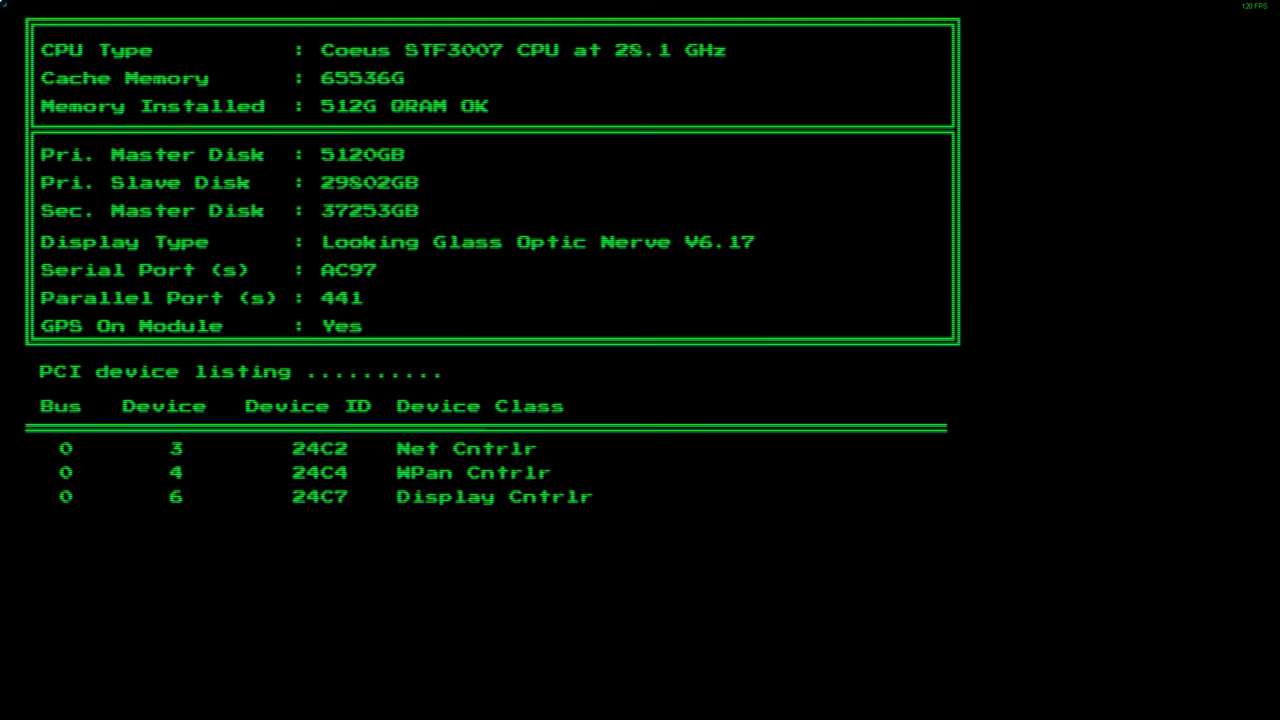 120 FPS
CPU Type : Coeus STF3007 CPU at 28.1 GHz
Cache Memory : 65536G
Memory Installed : 512G QRAM OK
Pri. Master Disk : 5120GB
Pri. Slave Disk : 29802GB
Sec. Master Disk : 37253GB
Display Type : Looking Glass Optic Nerve V6.17
Serial Port (s) : AC97
Parallel Port (s) : 441
GPS On Module : Yes
PCI device listing ..........
Bus Device Device ID Device Class
0 3 24C2 Net Cntrlr
0 4 24C4 WPan Cntrlr
0 6 24C7 Display Cntrlr